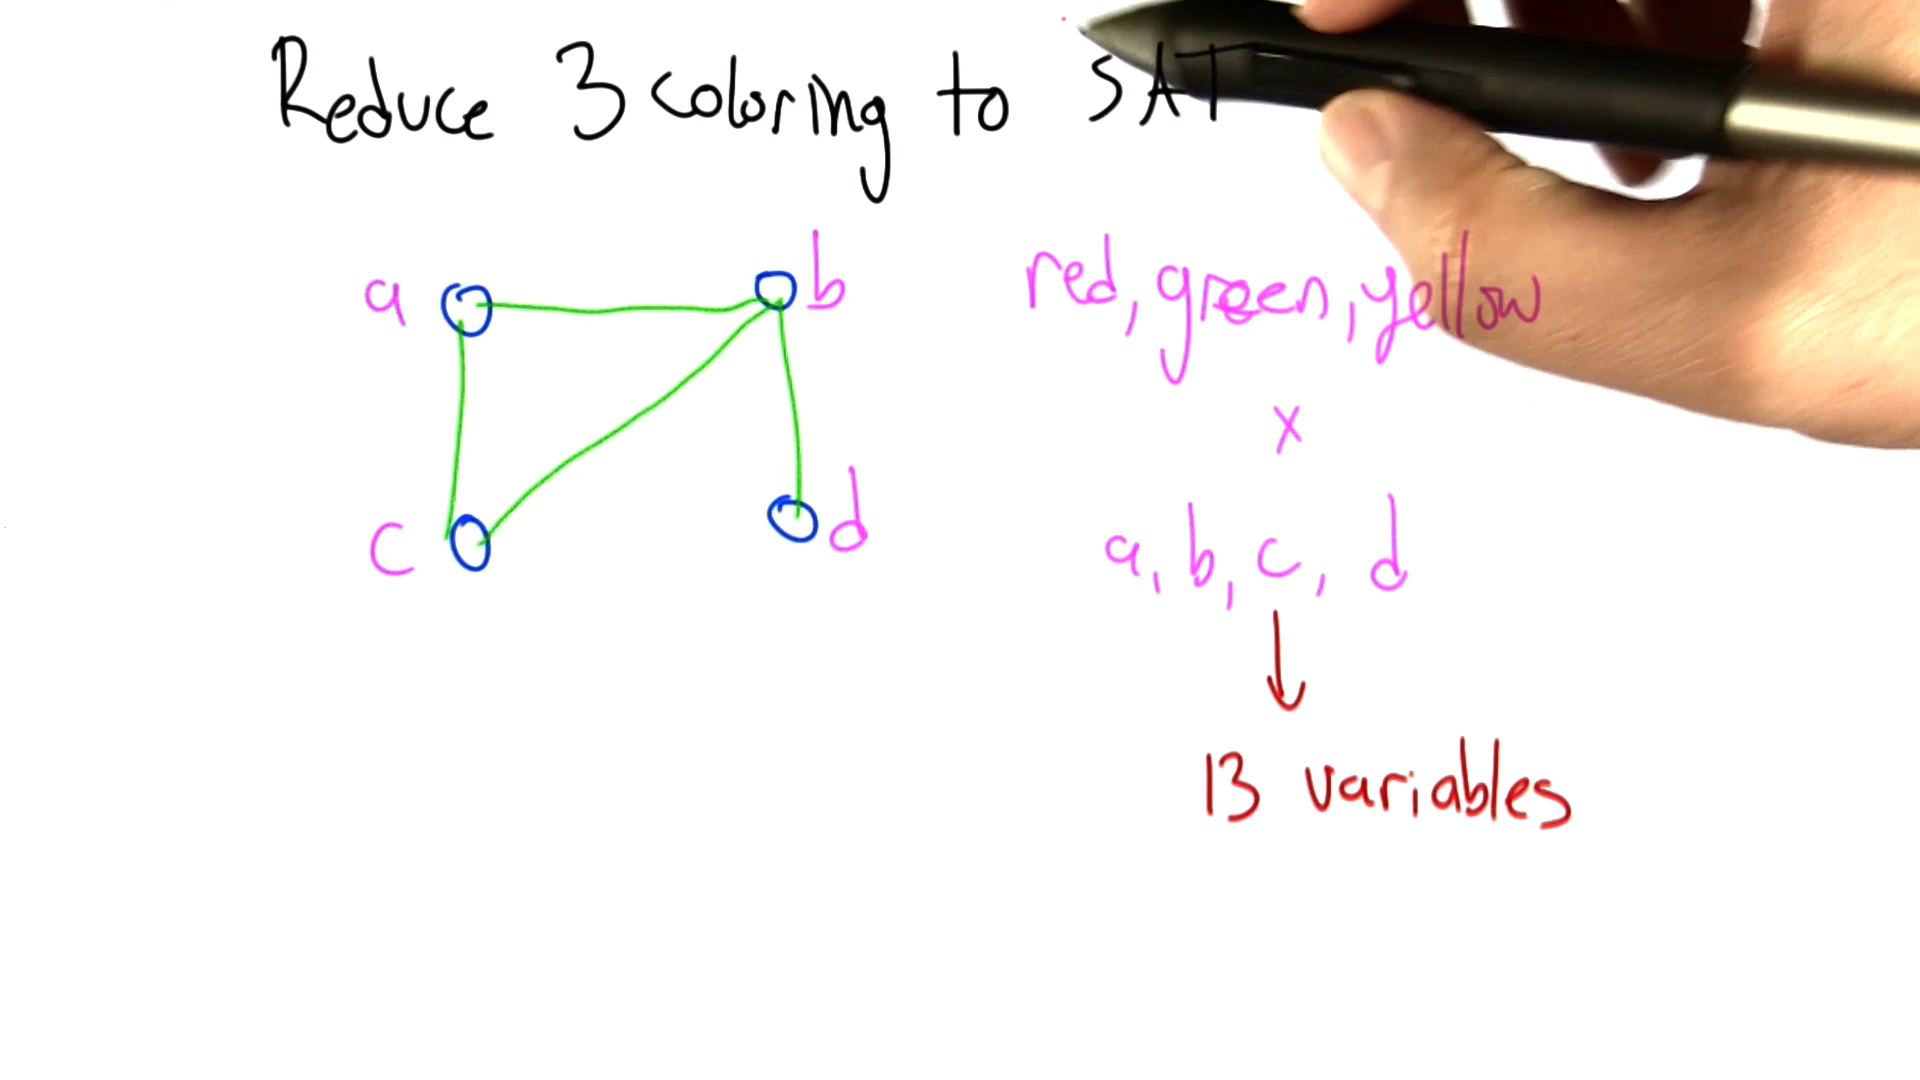 Reduce 3 coloring to SAT
a
b
c
d
red, green, yellow
x
a, b, c, d
13 variables